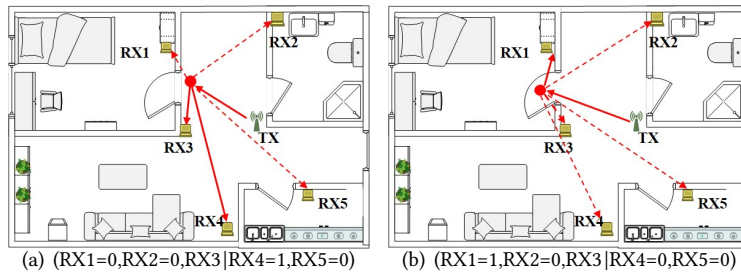 RX1
RX2
TX
RX3
RX5
RX4
(a) (RX1=0,RX2=0,RX3|RX4=1,RX5=0)
RX1
RX2
TX
RX3
RX5
RX4
(b) (RX1=1,RX2=0,RX3|RX4=0,RX5=0)